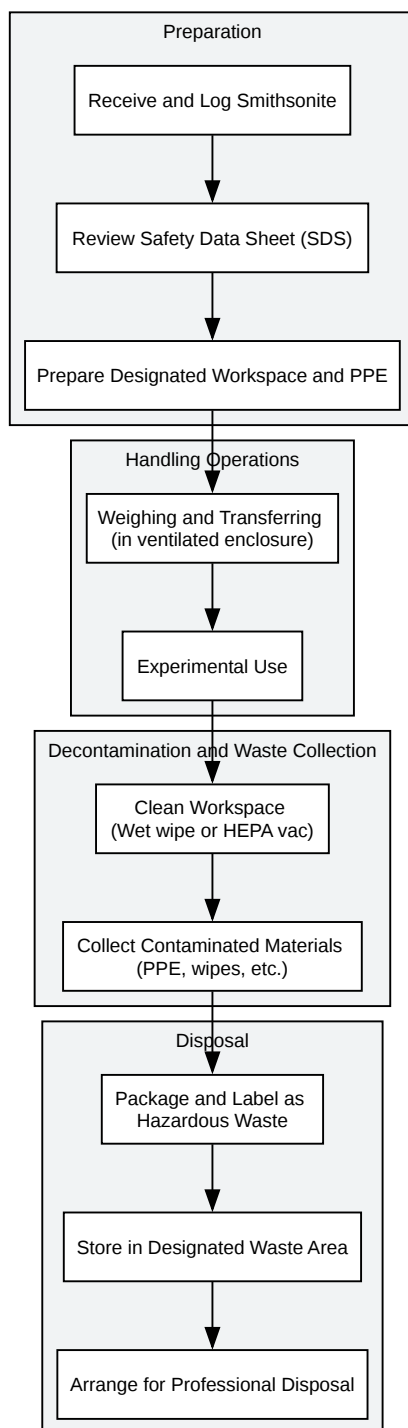 Preparation
Receive and Log Smithsonite
Review Safety Data Sheet (SDS)
Prepare Designated Workspace and PPE
Handling Operations
Weighing and Transferring
(in ventilated enclosure)
Experimental Use
Decontamination and Waste Collection
Clean Workspace
(Wet wipe or HEPA vac)
Collect Contaminated Materials
(PPE, wipes, etc.)
Disposal
Package and Label as
Hazardous Waste
Store in Designated Waste Area
Arrange for Professional Disposal